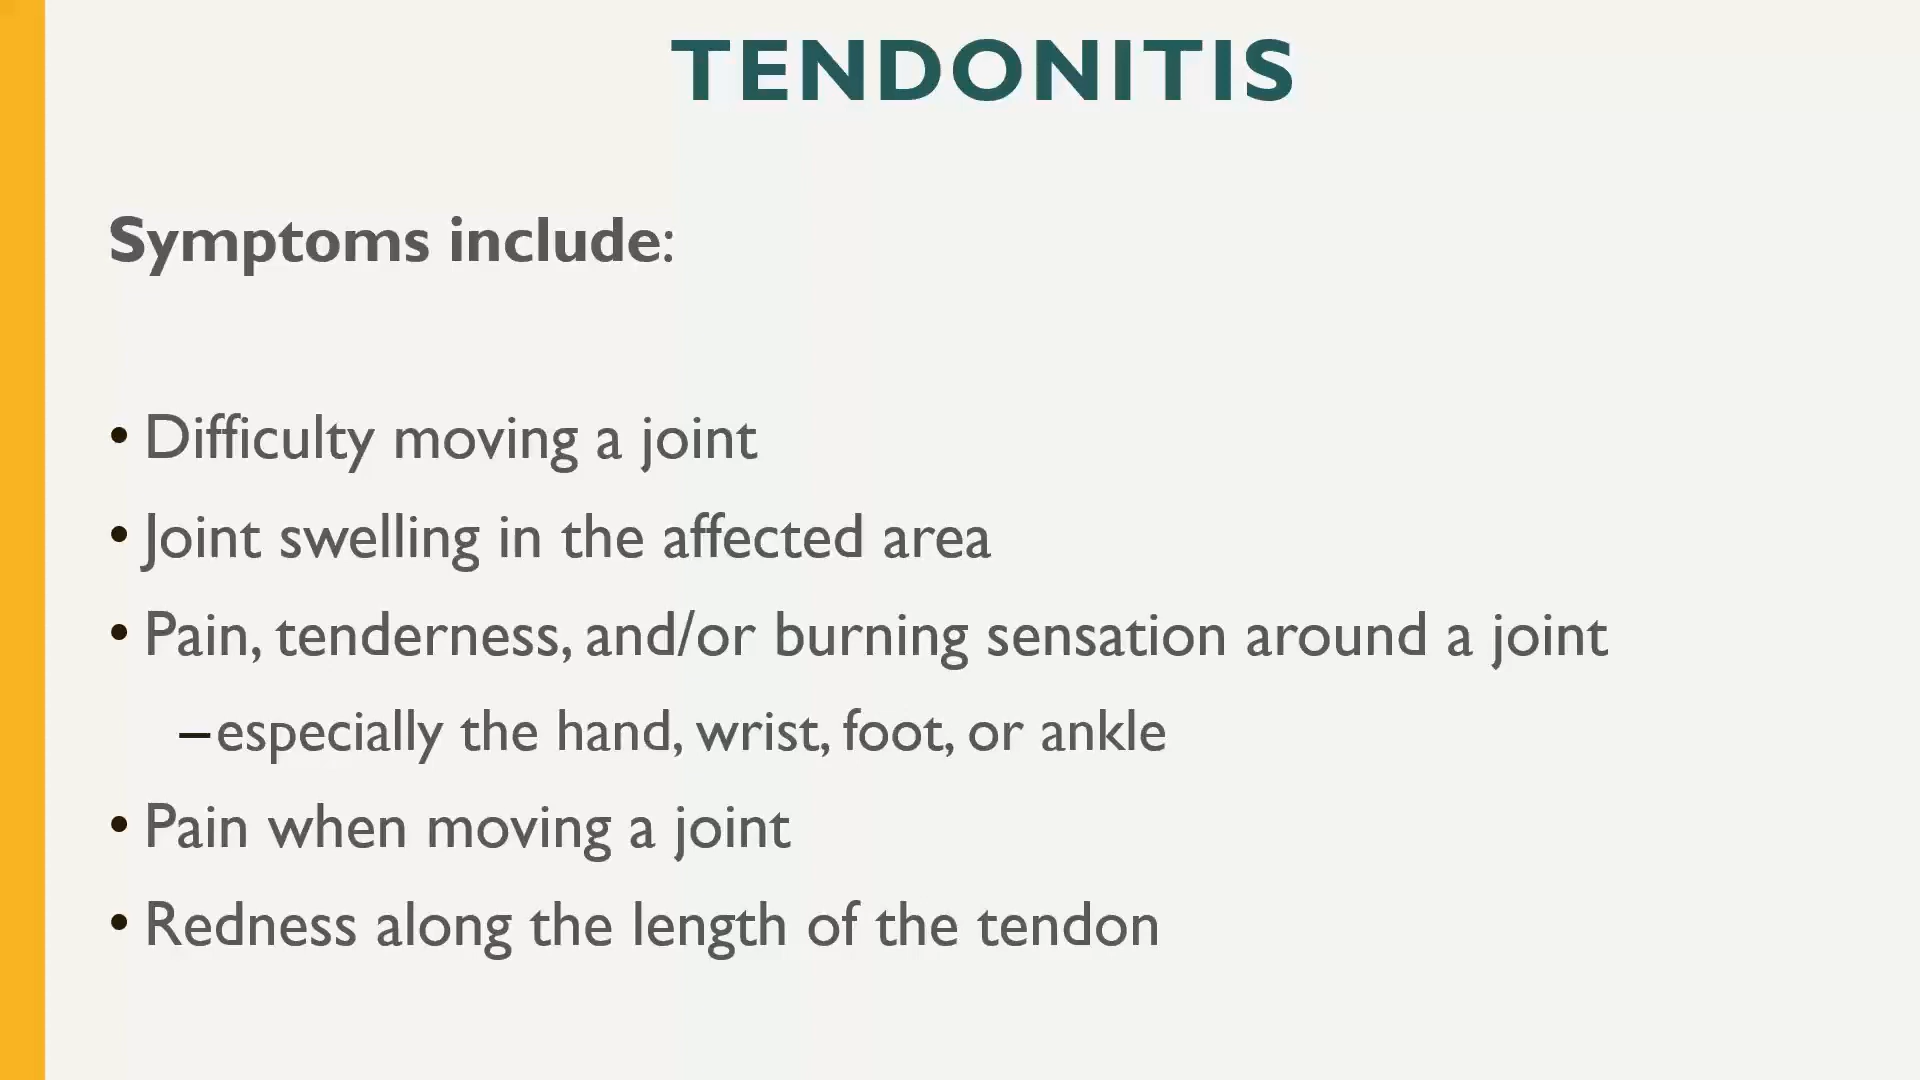 TENDONITIS
Symptoms include:
• Difficulty moving a joint
• Joint swelling in the affected area
• Pain, tenderness, and/or burning sensation around a joint
–especially the hand, wrist, foot, or ankle
• Pain when moving a joint
• Redness along the length of the tendon